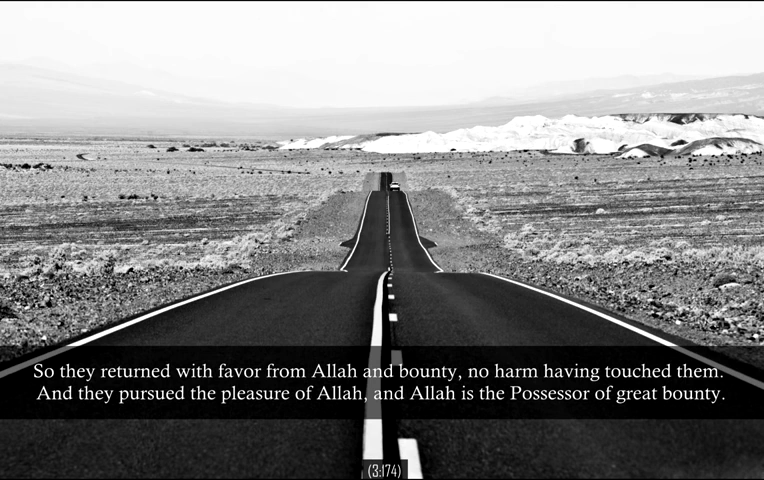 So they returned with favor from Allah and bounty, no harm having touched them.
And they pursued the pleasure of Allah, and Allah is the Possessor of great bounty.
(3:174)